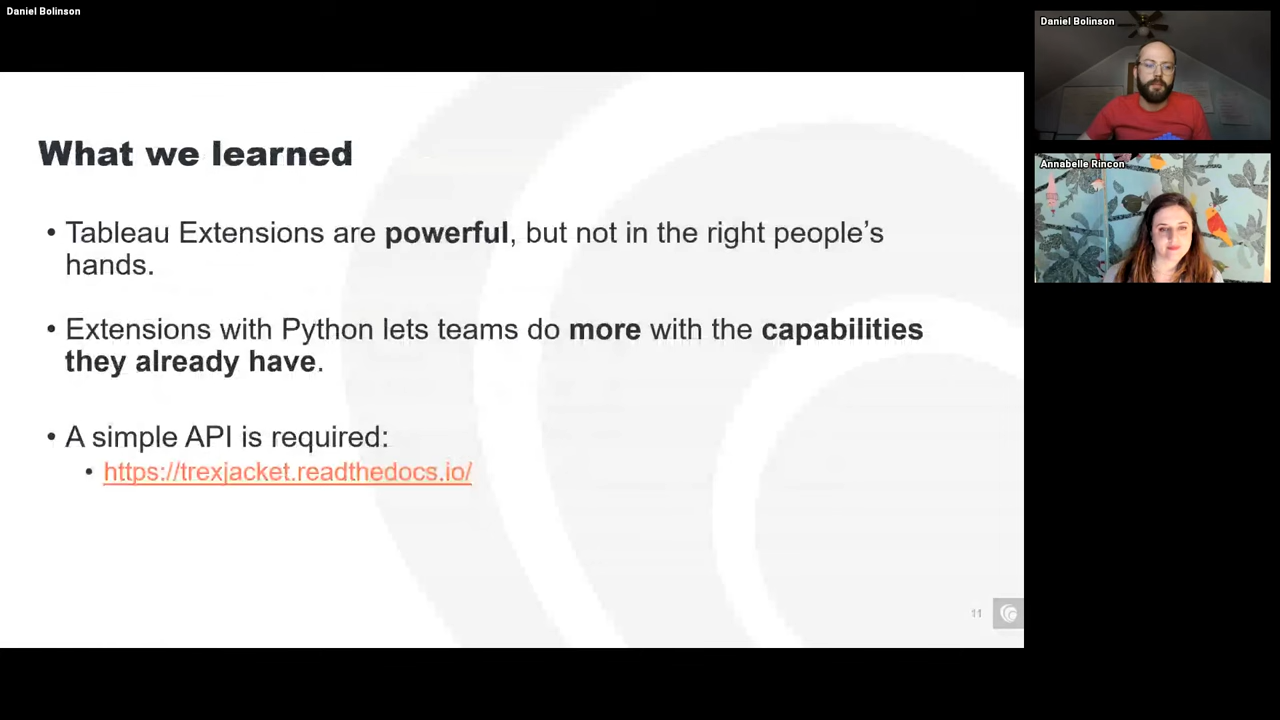 Daniel Bolinson
Daniel Bolinson
Annabelle Rincon
What we learned
• Tableau Extensions are powerful, but not in the right people's
hands.
• Extensions with Python lets teams do more with the capabilities
they already have.
• A simple API is required:
• https://trexjacket.readthedocs.io/
11